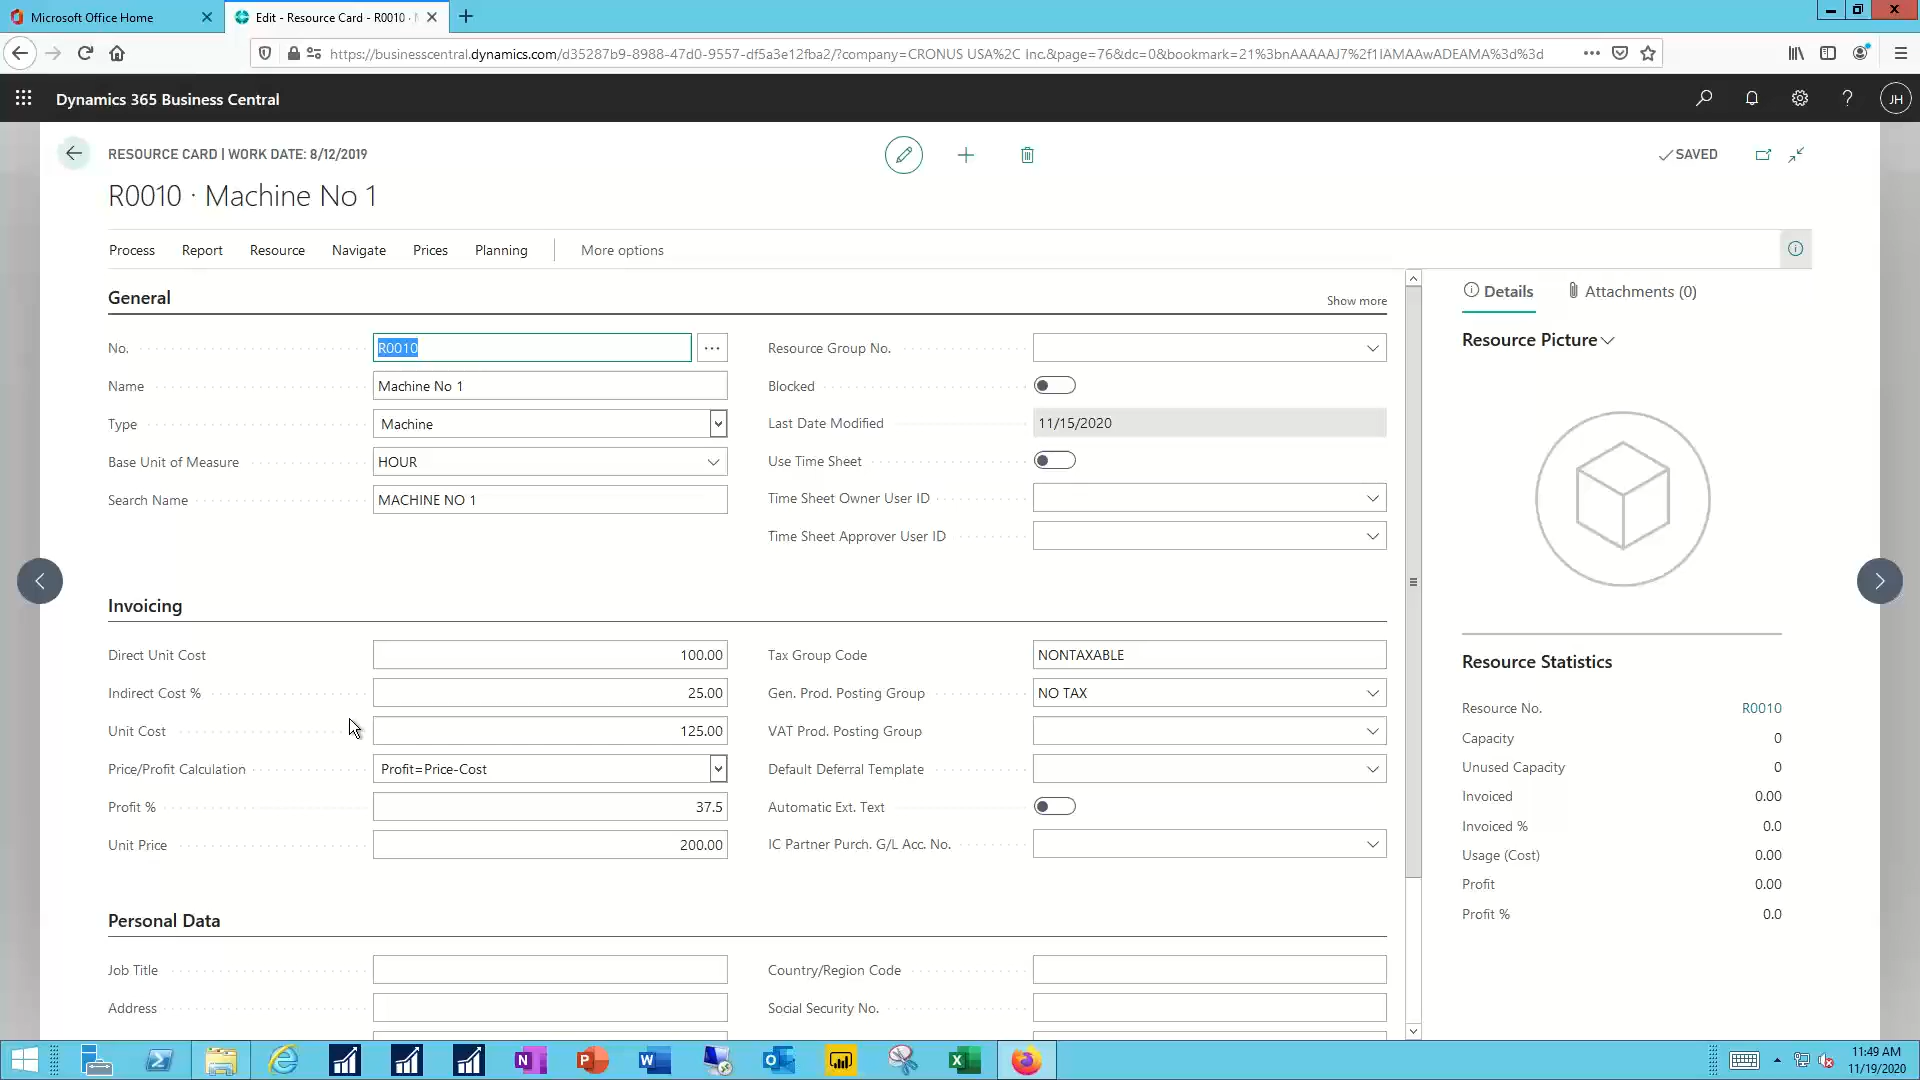 Microsoft Office Home
Edit - Resource Card - R0010 ·
https://businesscentral.dynamics.com/d35287b9-8988-47d0-9557-df5a3e12fba2/?company=CRONUS USA%2C Inc.&page=76&dc=0&bookmark=21%3bnAAAAAJ7%2f1IAMAAwADEAMA%3d%3d
Dynamics 365 Business Central
JH
RESOURCE CARD | WORK DATE: 8/12/2019
SAVED
R0010 · Machine No 1
Process Report Resource Navigate Prices Planning More options
General
Show more
No. R0010
Name Machine No 1
Type Machine
Base Unit of Measure HOUR
Search Name MACHINE NO 1
Resource Group No.
Blocked
Last Date Modified 11/15/2020
Use Time Sheet
Time Sheet Owner User ID
Time Sheet Approver User ID
Invoicing
Direct Unit Cost 100.00
Indirect Cost % 25.00
Unit Cost 125.00
Price/Profit Calculation Profit=Price-Cost
Profit % 37.5
Unit Price 200.00
Tax Group Code NONTAXABLE
Gen. Prod. Posting Group NO TAX
VAT Prod. Posting Group
Default Deferral Template
Automatic Ext. Text
IC Partner Purch. G/L Acc. No.
Personal Data
Job Title
Address
Country/Region Code
Social Security No.
Details Attachments (0)
Resource Picture
Resource Statistics
Resource No. R0010
Capacity 0
Unused Capacity 0
Invoiced 0.00
Invoiced % 0.0
Usage (Cost) 0.00
Profit 0.00
Profit % 0.0
11:49 AM
11/19/2020